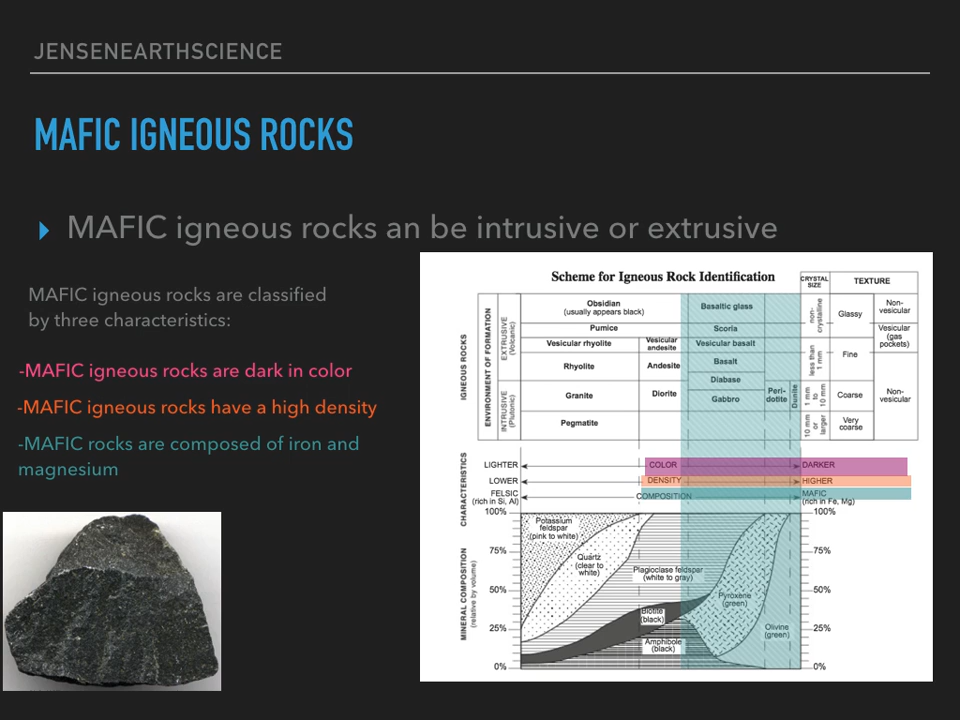 JENSENEARTHSCIENCE
MAFIC IGNEOUS ROCKS
MAFIC igneous rocks an be intrusive or extrusive
MAFIC igneous rocks are classified
by three characteristics:
-MAFIC igneous rocks are dark in color
-MAFIC igneous rocks have a high density
-MAFIC rocks are composed of iron and
magnesium
Scheme for Igneous Rock Identification
CRYSTAL
SIZE
TEXTURE
IGNEOUS ROCKS
ENVIRONMENT OF FORMATION
EXTRUSIVE
(Volcanic)
INTRUSIVE
(Plutonic)
Obsidian
(usually appears black)
Basaltic glass
Pumice
Scoria
Vesicular rhyolite
Vesicular
andesite
Vesicular basalt
Rhyolite
Andesite
Basalt
Diabase
Granite
Diorite
Gabbro
Peri-
dotite
Dunite
Pegmatite
non-
crystalline
less than
1 mm
1 mm
to
10 mm
10 mm
or
larger
Glassy
Non-
vesicular
Vesicular
(gas
pockets)
Fine
Coarse
Non-
vesicular
Very
coarse
CHARACTERISTICS
LIGHTER
COLOR
DARKER
LOWER
DENSITY
HIGHER
FELSIC
(rich in Si, Al)
COMPOSITION
MAFIC
(rich in Fe, Mg)
MINERAL COMPOSITION
(relative by volume)
100%
75%
50%
25%
0%
Potassium
feldspar
(pink to white)
Quartz
(clear to
white)
Plagioclase feldspar
(white to gray)
Biotite
(black)
Amphibole
(black)
Pyroxene
(green)
Olivine
(green)
100%
75%
50%
25%
0%